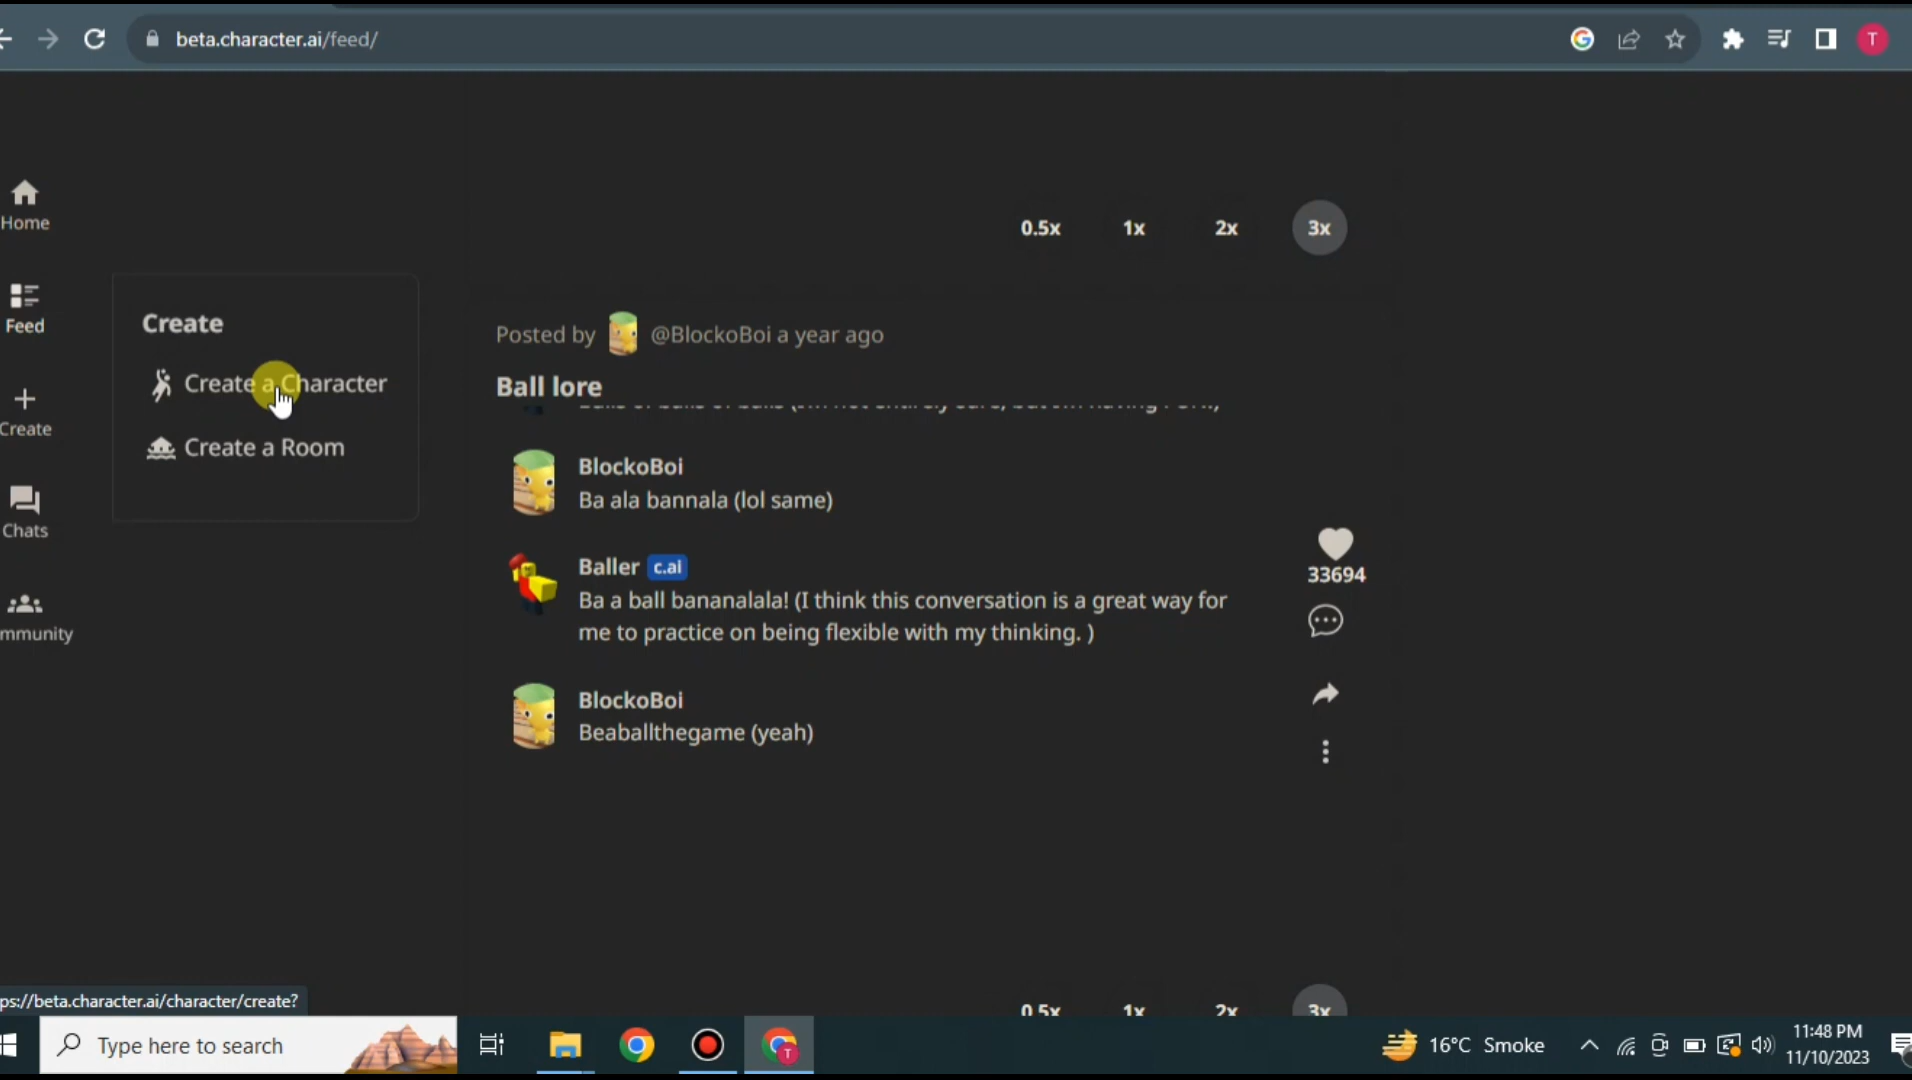 beta.character.ai/feed/
T
Home
Feed
Create
Chats
mmunity
Create
Create a Character
Create a Room
0.5x 1x 2x 3x
Posted by @BlockoBoi a year ago
Ball lore
BlockoBoi
Ba ala bannala (lol same)
Baller c.ai
Ba a ball bananalala! (I think this conversation is a great way for
me to practice on being flexible with my thinking. )
BlockoBoi
Beaballthegame (yeah)
33694
0.5x 1x 2x 3x
ps://beta.character.ai/character/create?
Type here to search
T
16°C Smoke
11:48 PM
11/10/2023